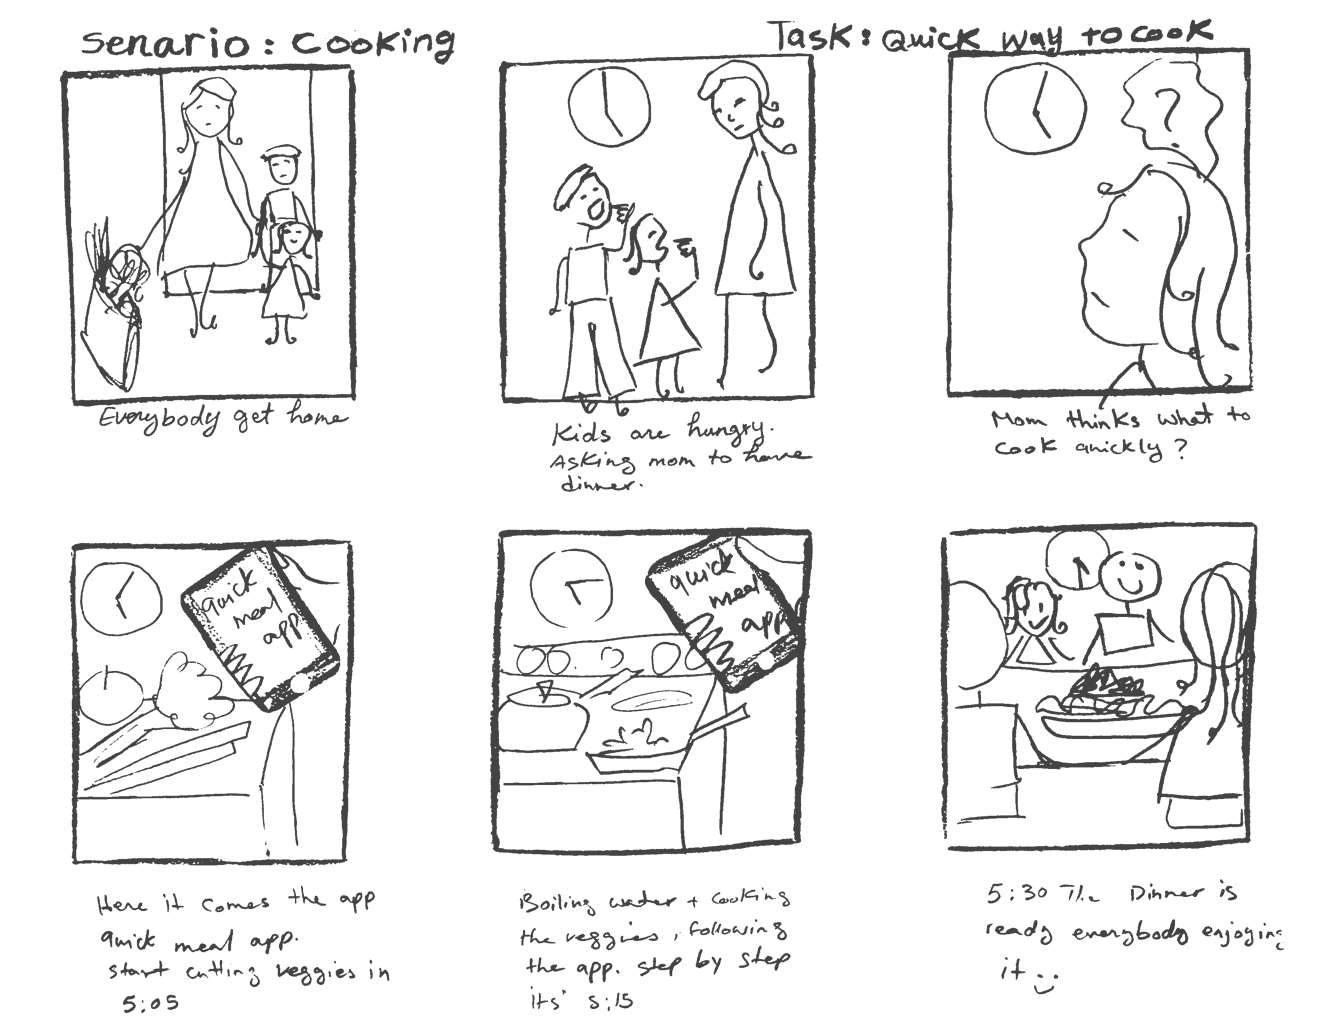 Senario: Cooking
Task: Quick way to cook
?
Everybody get home
Kids are hungry.
Asking mom to have
dinner.
Mom thinks what to
cook quickly?
quick
meal
app
quick
meal
app
Here it comes the app
quick meal app.
start cutting veggies in
5:05
Boiling water + cooking
the veggies, following
the app. step by step
its' 5:15
5:30 The Dinner is
ready everybody enjoying
it